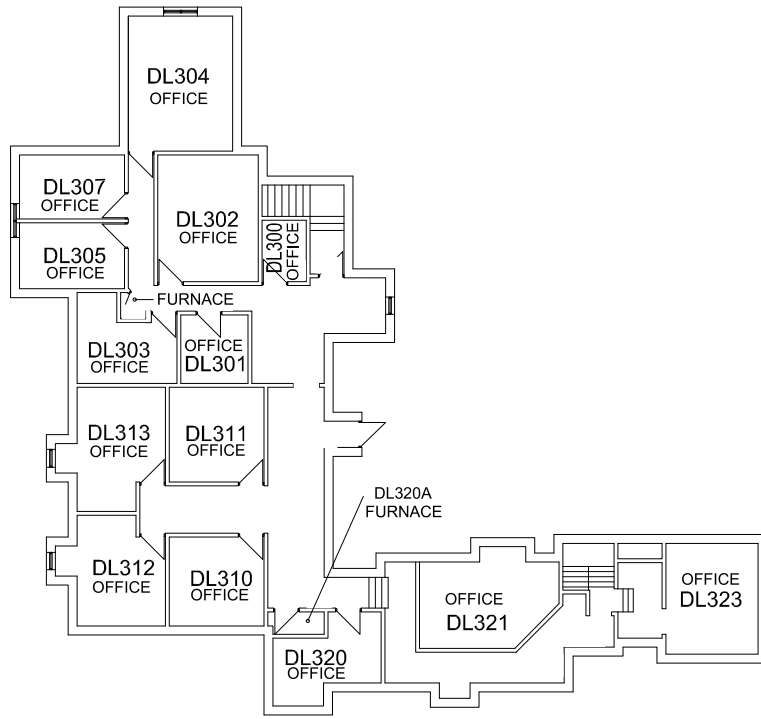 DL304
OFFICE
DL307
OFFICE
DL302
OFFICE
DL300
OFFICE
DL305
OFFICE
FURNACE
DL303
OFFICE
OFFICE
DL301
DL313
OFFICE
DL311
OFFICE
DL320A
FURNACE
DL312
OFFICE
DL310
OFFICE
OFFICE
DL321
OFFICE
DL323
DL320
OFFICE